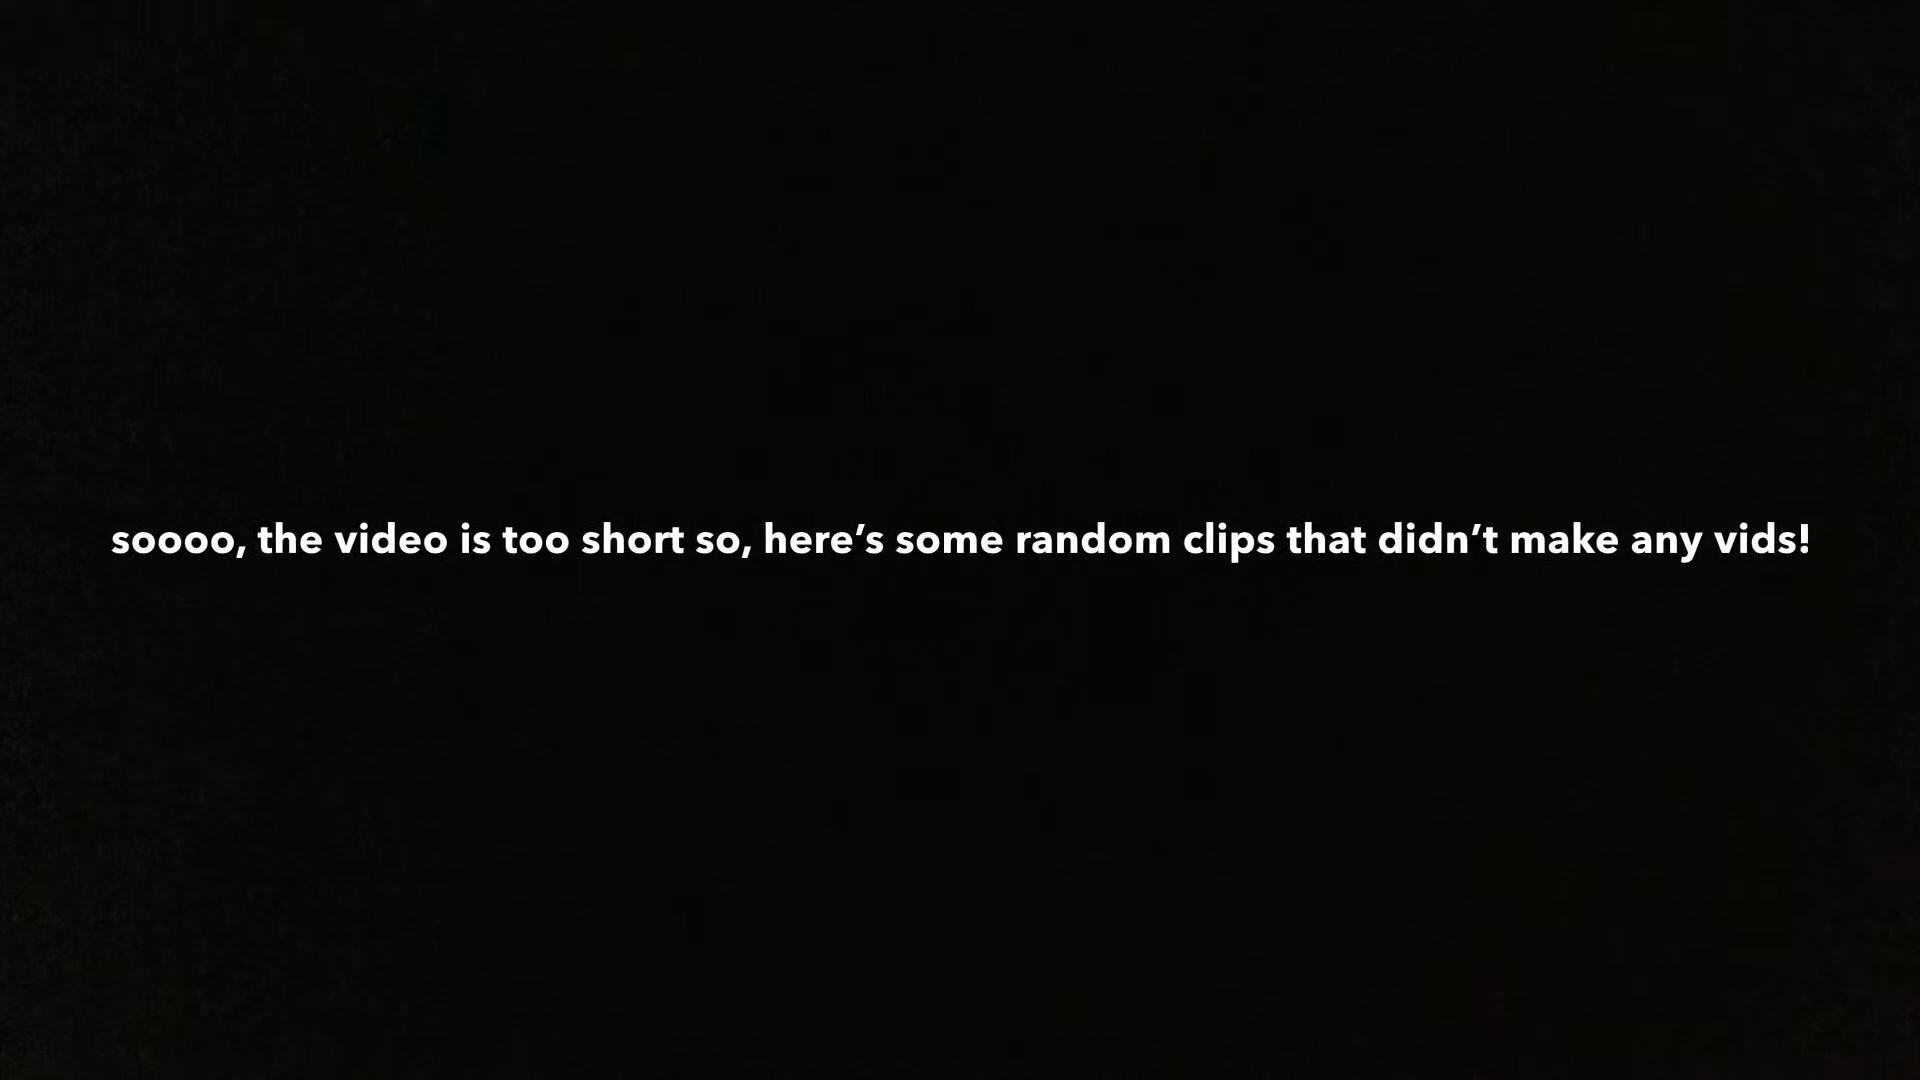 soooo, the video is too short so, here’s some random clips that didn’t make any vids!